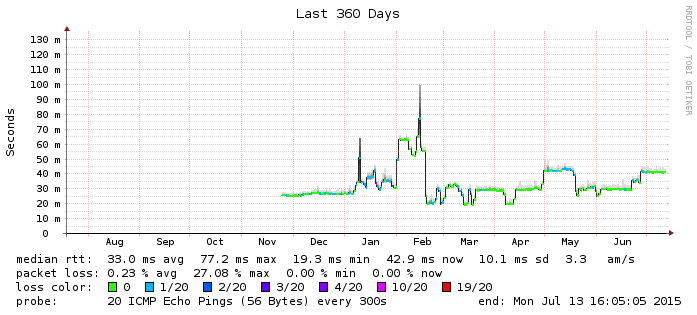 Last 360 Days
RRDTOOL / TOBI OETIKER
Seconds
130 m
120 m
110 m
100 m
90 m
80 m
70 m
60 m
50 m
40 m
30 m
20 m
10 m
0
Aug Sep Oct Nov Dec Jan Feb Mar Apr May Jun
median rtt: 33.0 ms avg 77.2 ms max 19.3 ms min 42.9 ms now 10.1 ms sd 3.3 am/s
packet loss: 0.23 % avg 27.08 % max 0.00 % min 0.00 % now
loss color: 0 1/20 2/20 3/20 4/20 10/20 19/20
probe: 20 ICMP Echo Pings (56 Bytes) every 300s end: Mon Jul 13 16:05:05 2015